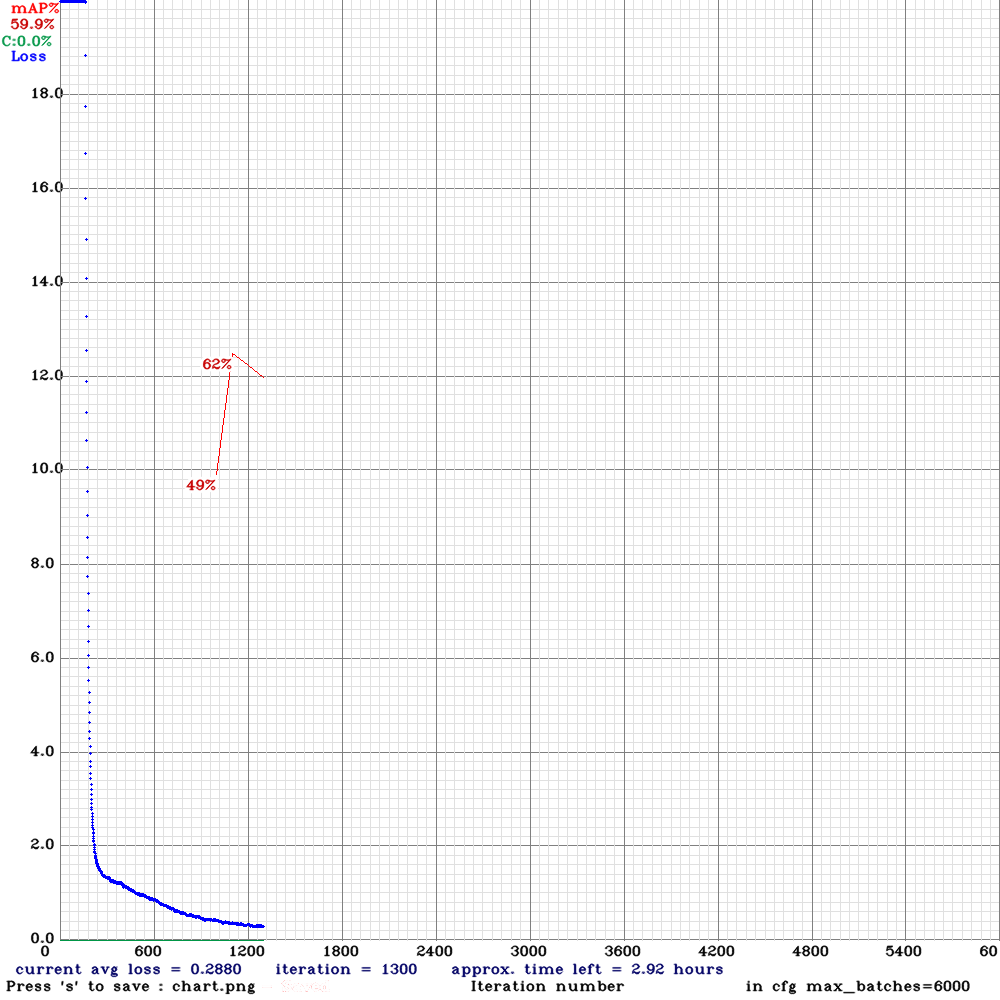 mAP%
59.9%
C:0.0%
Loss
18.0
16.0
14.0
62%
12.0
10.0
49%
8.0
6.0
4.0
2.0
0.0
0 600 1200 1800 2400 3000 3600 4200 4800 5400 60
current avg loss = 0.2880 iteration = 1300 approx. time left = 2.92 hours
Press 's' to save : chart.png Iteration number in cfg max_batches=6000